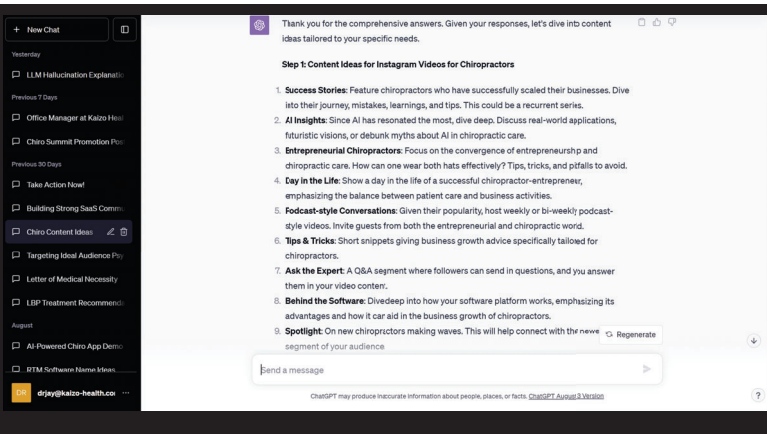 + New Chat
Yesterday
LLM Hallucination Explanatio
Previous 7 Days
Office Manager at Kaizo Heal
Chiro Summit Promotion Pos
Previous 30 Days
Take Action Now!
Building Strong SaaS Commu
Chiro Content Ideas
Targeting Ideal Audience Psy
Letter of Medical Necessity
LBP Treatment Recommenda
August
AI-Powered Chiro App Demo
RTM Software Name Ideas
DR drjay@kaizo-health.co ...
Thank you for the comprehensive answers. Given your responses, let's dive into content
ideas tailored to your specific needs.
Step 1: Content Ideas for Instagram Videos for Chiropractors
1. Success Stories: Feature chiropractors who have successfully scaled their businesses. Dive
into their journey, mistakes, learnings, and tips. This could be a recurrent series.
2. AI Insights: Since AI has resonated the most, dive deep. Discuss real-world applications,
futuristic visions, or debunk myths about AI in chiropractic care.
3. Entrepreneurial Chiropractors: Focus on the convergence of entrepreneurship and
chiropractic care. How can one wear both hats effectively? Tips, tricks, and pitfalls to avoid.
4. Day in the Life: Show a day in the life of a successful chiropractor-entrepreneur,
emphasizing the balance between patient care and business activities.
5. Podcast-style Conversations: Given their popularity, host weekly or bi-weekly podcast-
style videos. Invite guests from both the entrepreneurial and chiropractic world.
6. Tips & Tricks: Short snippets giving business growth advice specifically tailored for
chiropractors.
7. Ask the Expert: A Q&A segment where followers can send in questions, and you answer
them in your video content.
8. Behind the Software: Divedeep into how your software platform works, emphasizing its
advantages and how it can aid in the business growth of chiropractors.
9. Spotlight: On new chiropractors making waves. This will help connect with the newe
segment of your audience
Regenerate
Send a message
ChatGPT may produce inaccurate information about people, places, or facts. ChatGPT August 3 Version
?